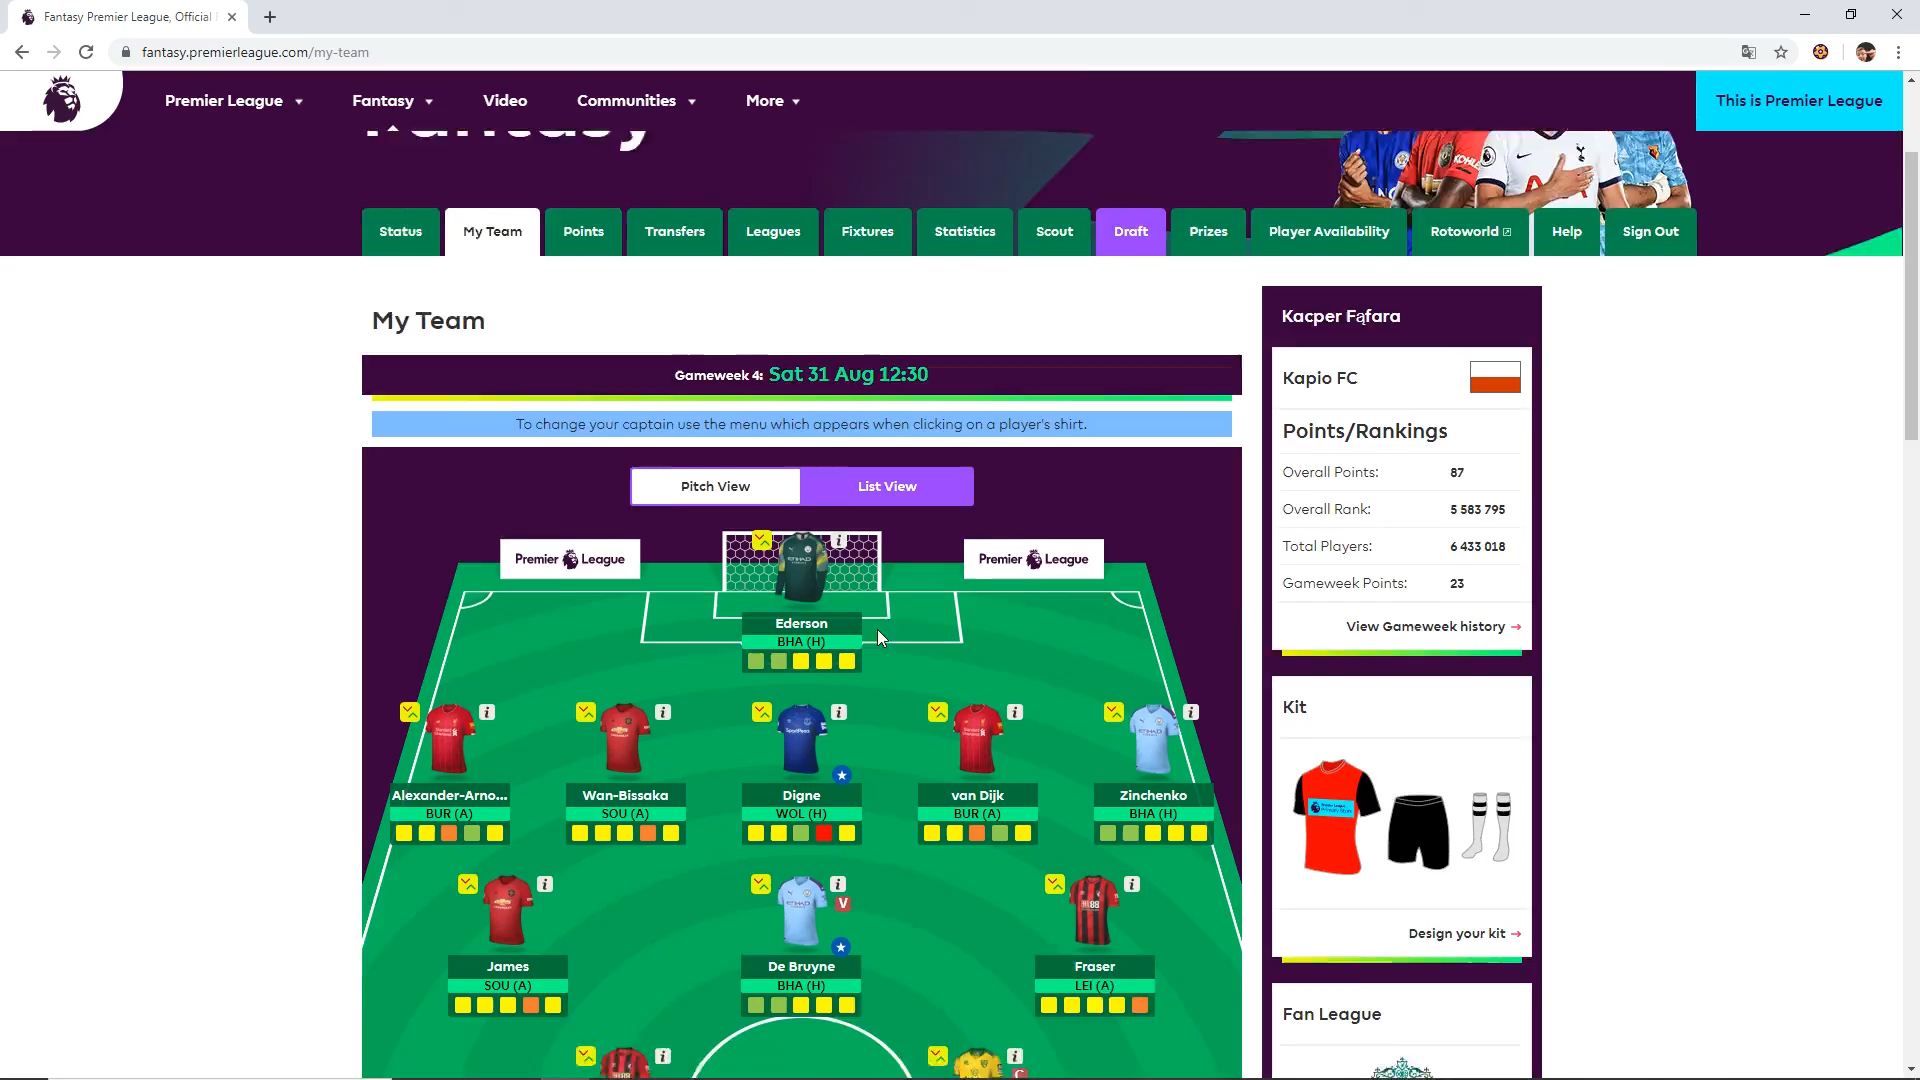 Fantasy Premier League, Official
fantasy.premierleague.com/my-team
Premier League
Fantasy
Video
Communities
More
This is Premier League
Fantasy
Status
My Team
Points
Transfers
Leagues
Fixtures
Statistics
Scout
Draft
Prizes
Player Availability
Rotoworld
Help
Sign Out
My Team
Gameweek 4: Sat 31 Aug 12:30
To change your captain use the menu which appears when clicking on a player's shirt.
Pitch View
List View
Premier League
Premier League
Ederson
BHA (H)
Alexander-Arno...
BUR (A)
Wan-Bissaka
SOU (A)
Digne
WOL (H)
van Dijk
BUR (A)
Zinchenko
BHA (H)
V
James
SOU (A)
De Bruyne
BHA (H)
Fraser
LEI (A)
C
Kacper Fąfara
Kapio FC
Points/Rankings
Overall Points: 87
Overall Rank: 5 583 795
Total Players: 6 433 018
Gameweek Points: 23
View Gameweek history →
Kit
Design your kit →
Fan League